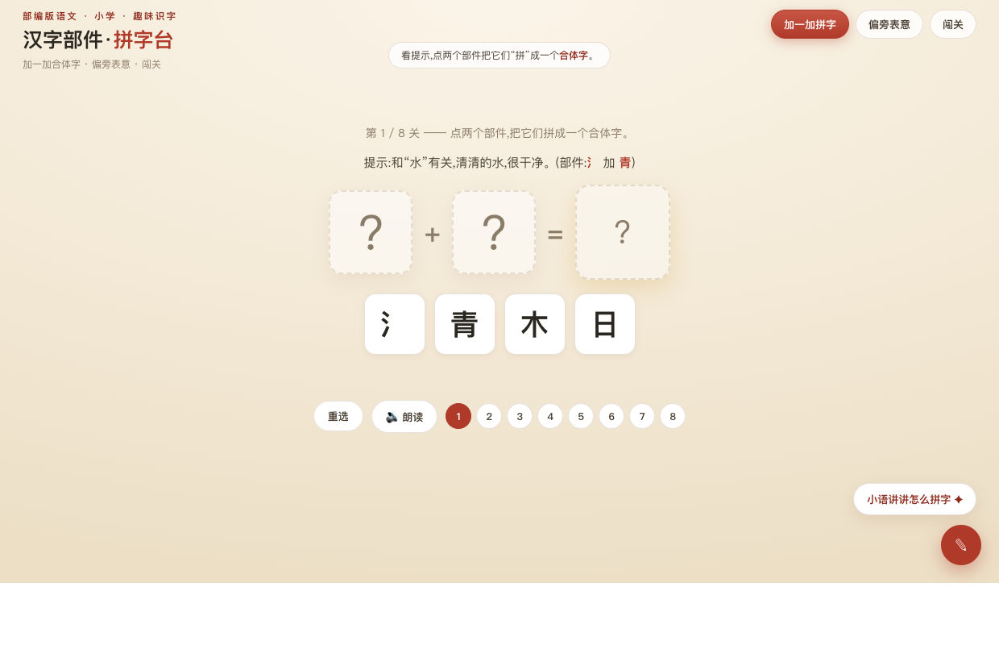 部编版语文 · 小学 · 趣味识字
汉字部件·拼字台
加一加合体字 · 偏旁表意 · 闯关
加一加拼字
偏旁表意
闯关
看提示,点两个部件把它们“拼”成一个合体字。
第 1 / 8 关 —— 点两个部件,把它们拼成一个合体字。
提示:和“水”有关,清清的水,很干净。(部件:氵 加 青)
? + ? = ?
氵 青 木 日
重选 朗读 1 2 3 4 5 6 7 8
小语讲讲怎么拼字 ✦